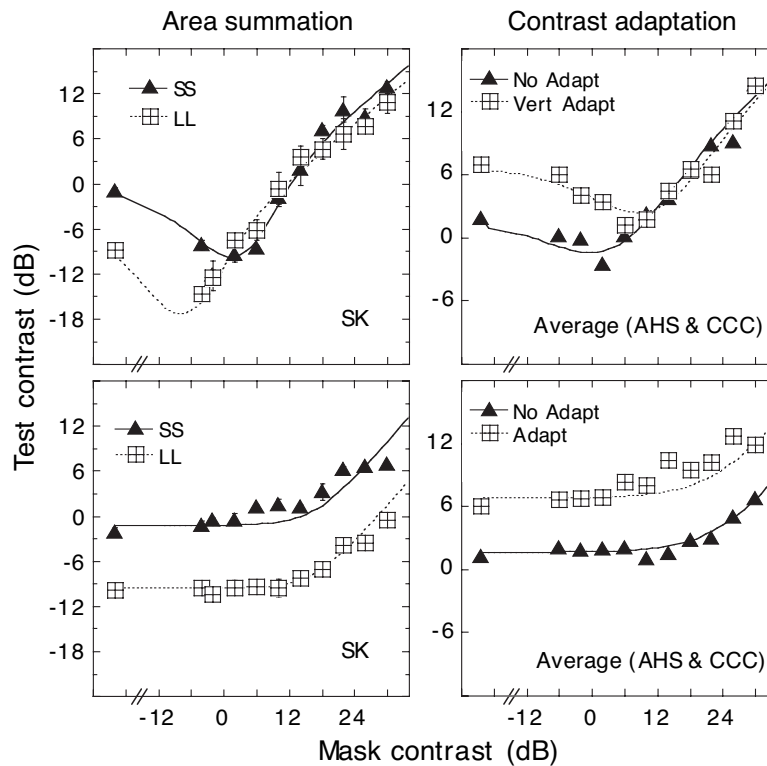 Area summation
Contrast adaptation
12
6
0
-6
-12
-18
SS
LL
SK
12
6
0
-6
No Adapt
Vert Adapt
Average (AHS & CCC)
12
6
0
-6
-12
-18
SS
LL
SK
12
6
0
-6
No Adapt
Adapt
Average (AHS & CCC)
-12 0 12 24
-12 0 12 24
Test contrast (dB)
Mask contrast (dB)